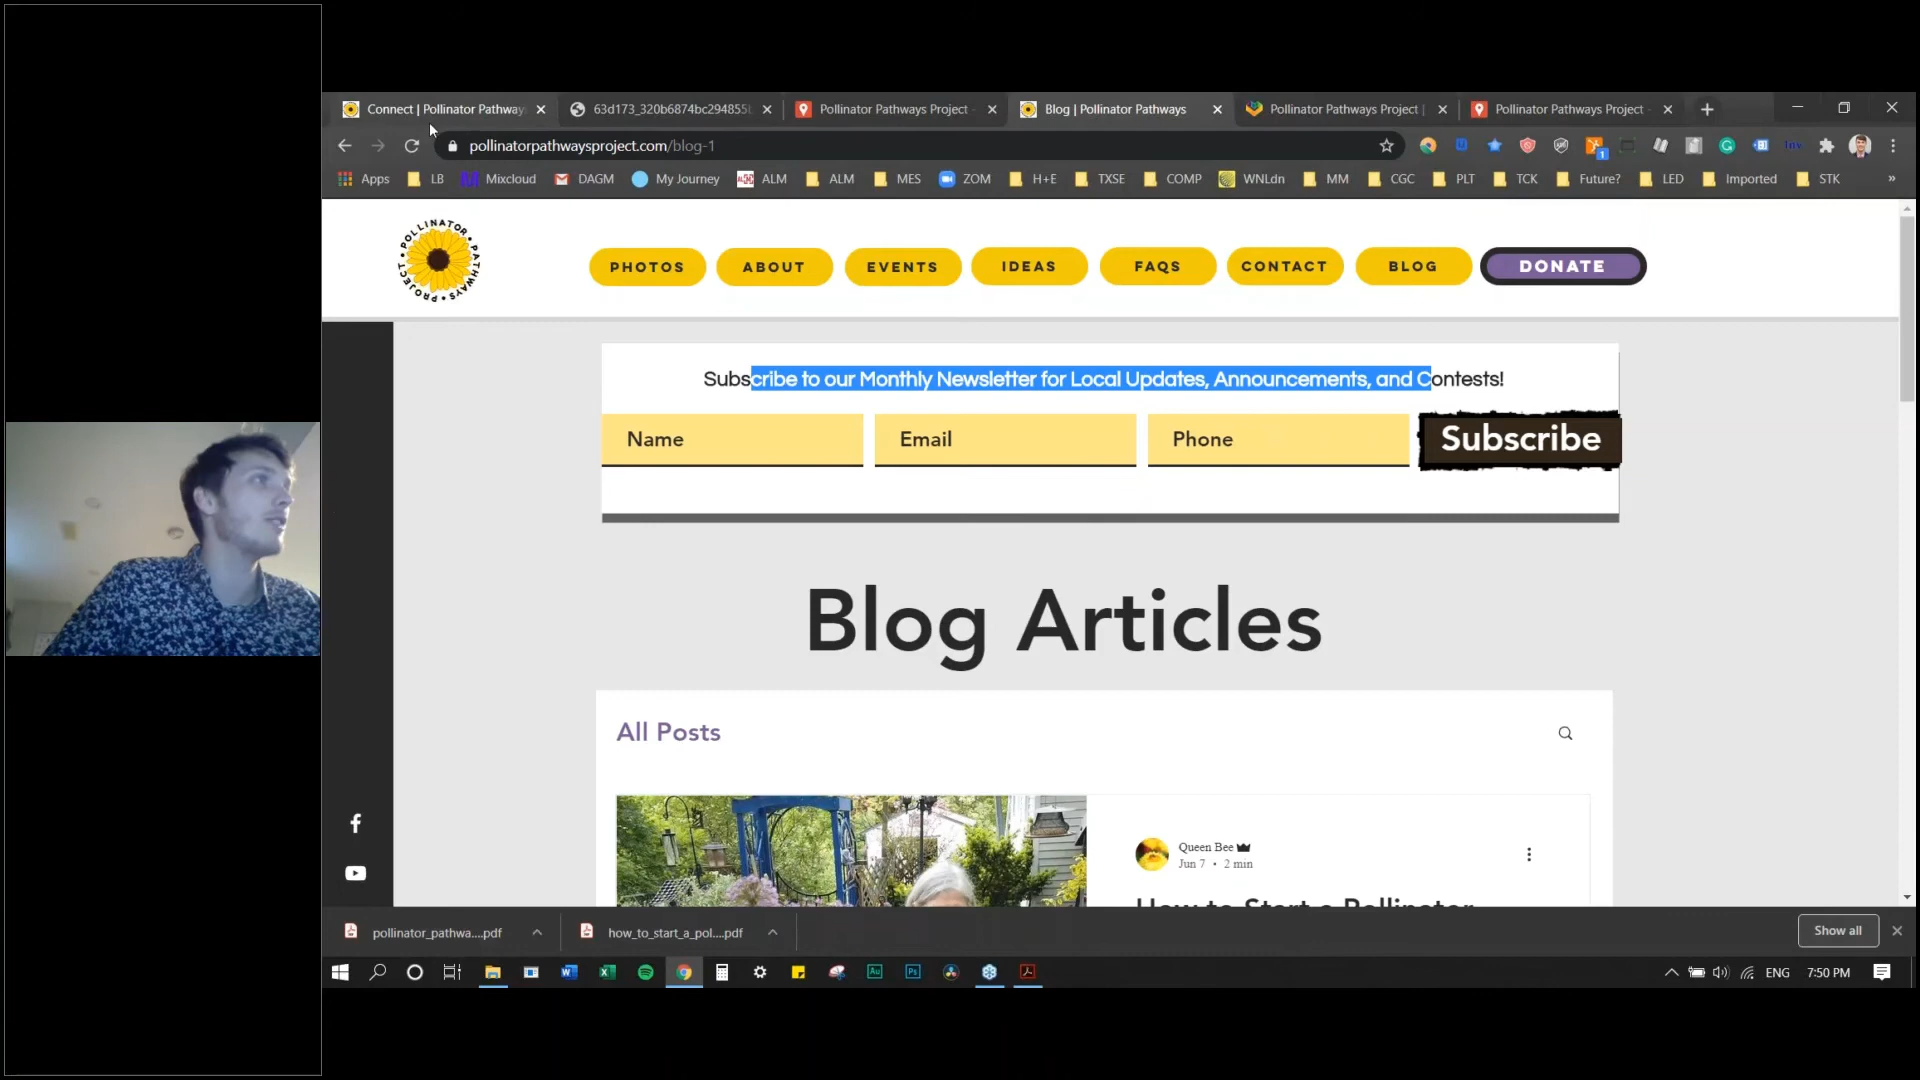 Connect | Pollinator Pathway
63d173_320b6874bc294855
Pollinator Pathways Project -
Blog | Pollinator Pathways
Pollinator Pathways Project |
Pollinator Pathways Project -
pollinatorpathwaysproject.com/blog-1
Apps
LB
Mixcloud
DAGM
My Journey
ALM
ALM
MES
ZOM
H+E
TXSE
COMP
WNLdn
MM
CGC
PLT
TCK
Future?
LED
Imported
STK
»
POLLINATOR • PATHWAYS • PROJECT •
PHOTOS
ABOUT
EVENTS
IDEAS
FAQS
CONTACT
BLOG
DONATE
Subscribe to our Monthly Newsletter for Local Updates, Announcements, and Contests!
Name
Email
Phone
Subscribe
Blog Articles
All Posts
Queen Bee
Jun 7 • 2 min
How to Start a Pollinator
pollinator_pathwa....pdf
how_to_start_a_pol....pdf
Show all
ENG
7:50 PM